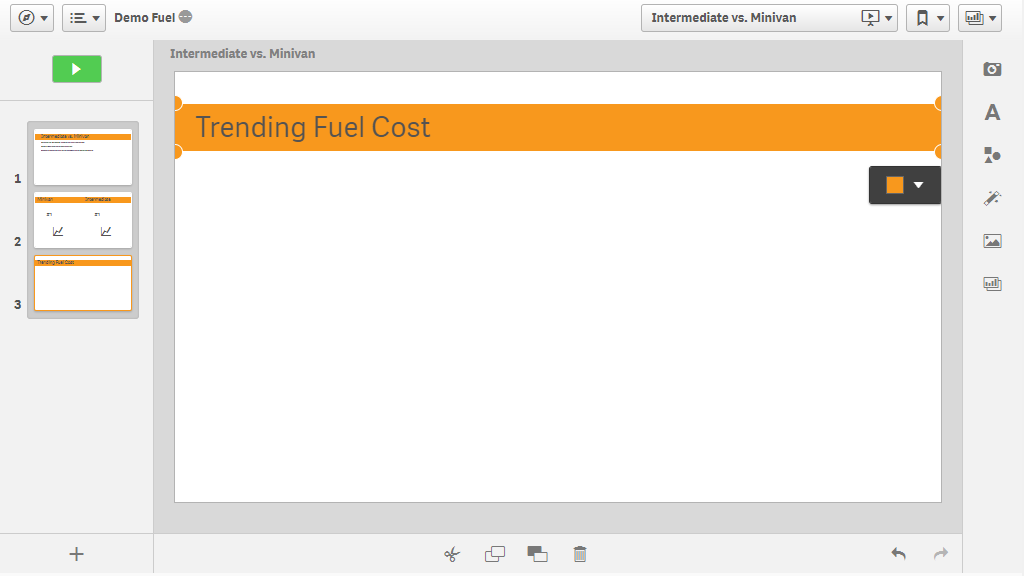 Demo Fuel
Intermediate vs. Minivan
Intermediate vs. Minivan
Trending Fuel Cost
A
1
Intermediate vs. Minivan
2
Minivan Intermediate
3
Trending Fuel Cost